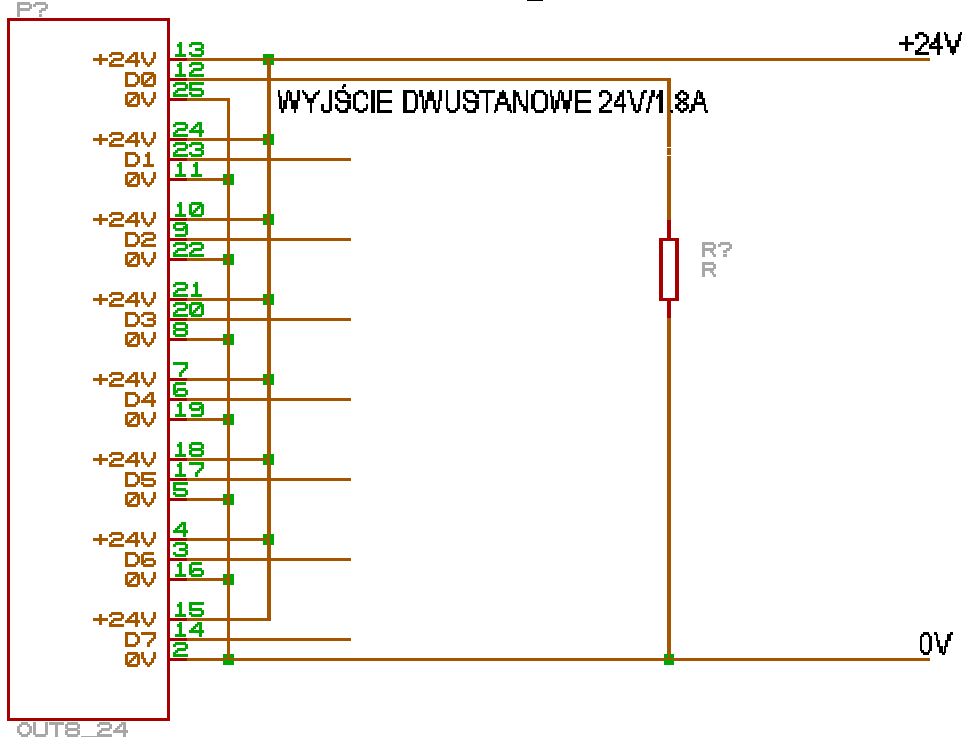 P?
+24V 13 +24V
D0 12
0V 25 WYJŚCIE DWUSTANOWE 24V/1.8A
+24V 24
D1 23
0V 11
+24V 10
D2 9
0V 22 R?
R
+24V 21
D3 20
0V 8
+24V 7
D4 6
0V 19
+24V 18
D5 17
0V 5
+24V 4
D6 3
0V 16
+24V 15
D7 14
0V 2 0V
OUT8_24